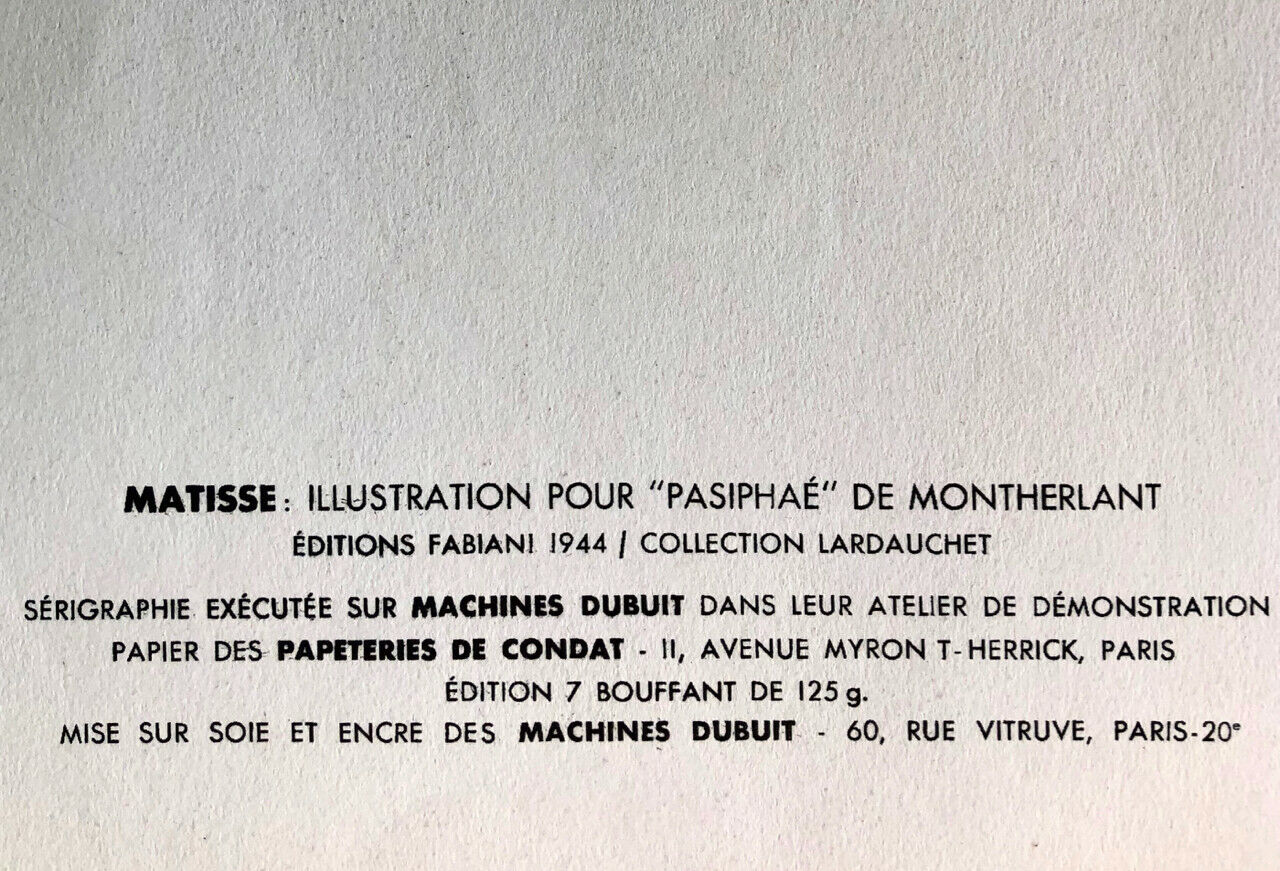 MATISSE : ILLUSTRATION POUR "PASIPHAÉ" DE MONTHERLANT
ÉDITIONS FABIANI 1944 / COLLECTION LARDAUCHET
SÉRIGRAPHIE EXÉCUTÉE SUR MACHINES DUBUIT DANS LEUR ATELIER DE DÉMONSTRATION
PAPIER DES PAPETERIES DE CONDAT - 11, AVENUE MYRON T-HERRICK, PARIS
ÉDITION 7 BOUFFANT DE 125 g.
MISE SUR SOIE ET ENCRE DES MACHINES DUBUIT - 60, RUE VITRUVE, PARIS-20e